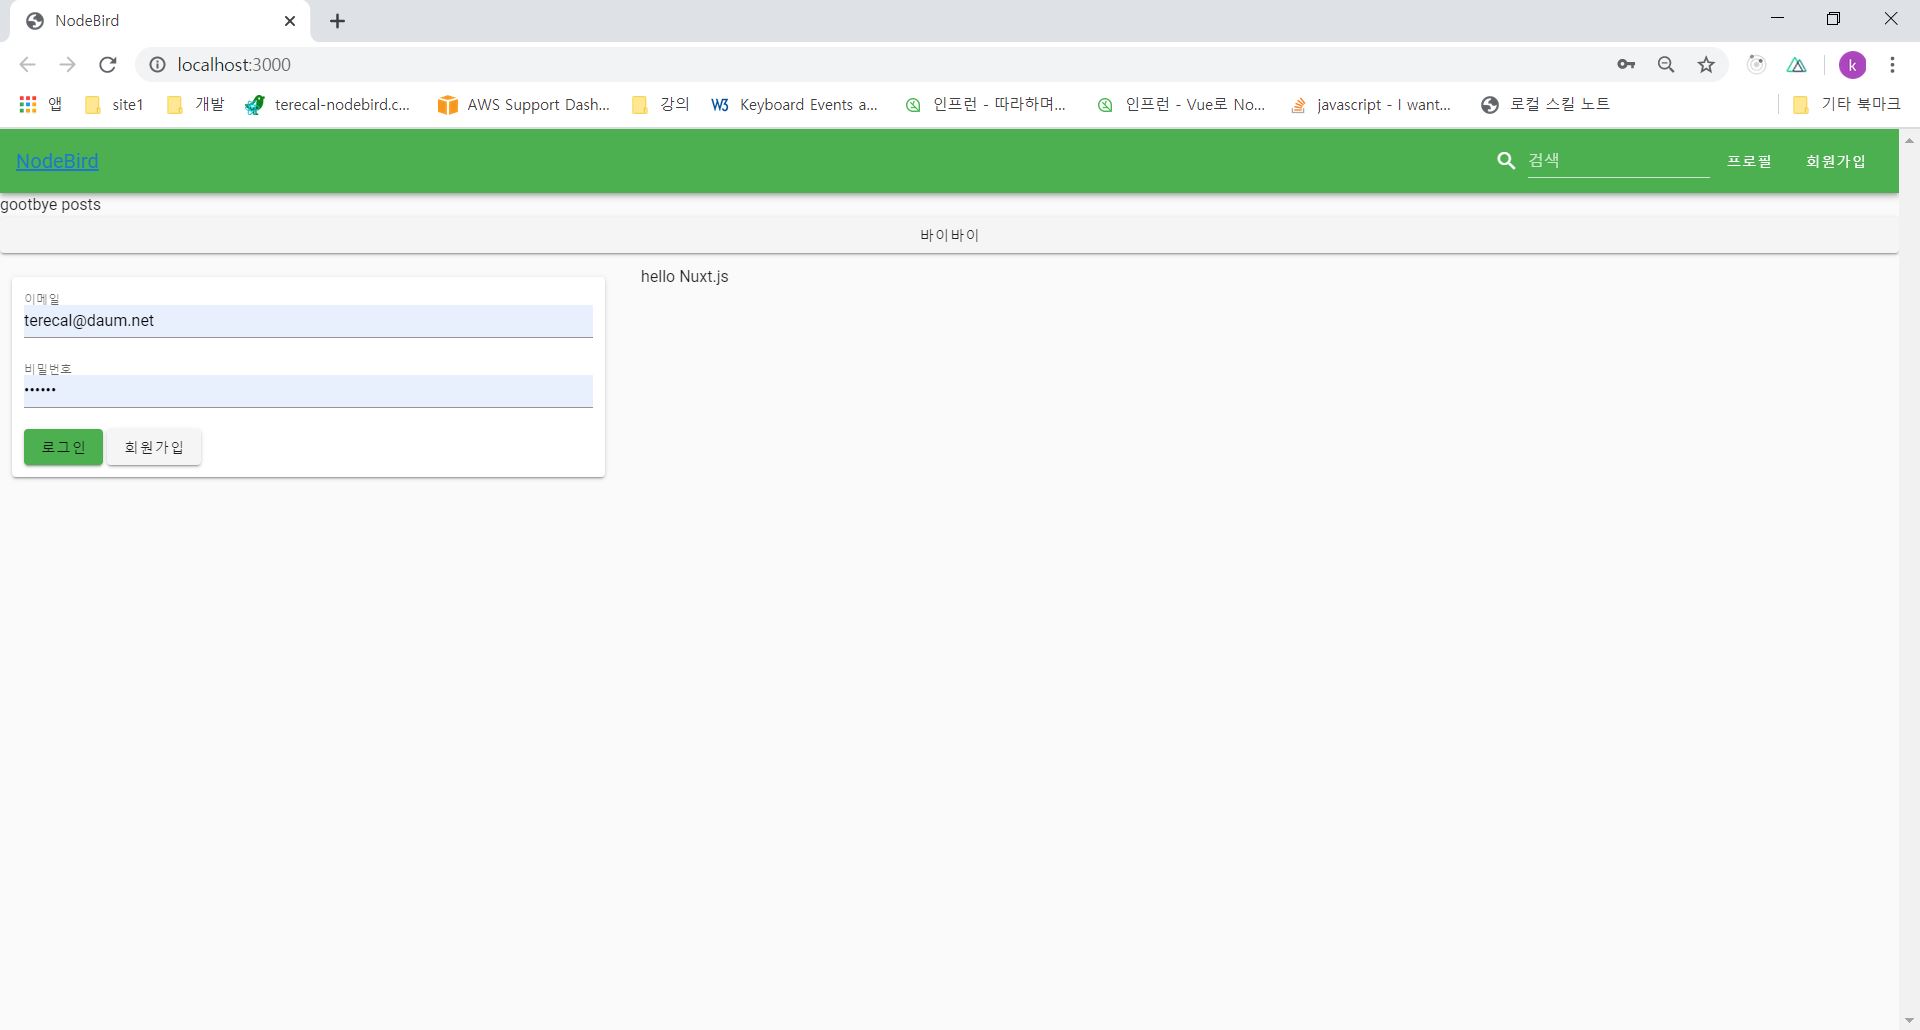 NodeBird
localhost:3000
앱 site1 개발 terecal-nodebird.c... AWS Support Dash... 강의 W3 Keyboard Events a... 인프런 - 따라하며... 인프런 - Vue로 No... javascript - I want... 로컬 스킬 노트 기타 북마크
k
NodeBird 검색 프로필 회원가입
gootbye posts
바이바이
hello Nuxt.js
이메일
terecal@daum.net
비밀번호
••••••
로그인 회원가입